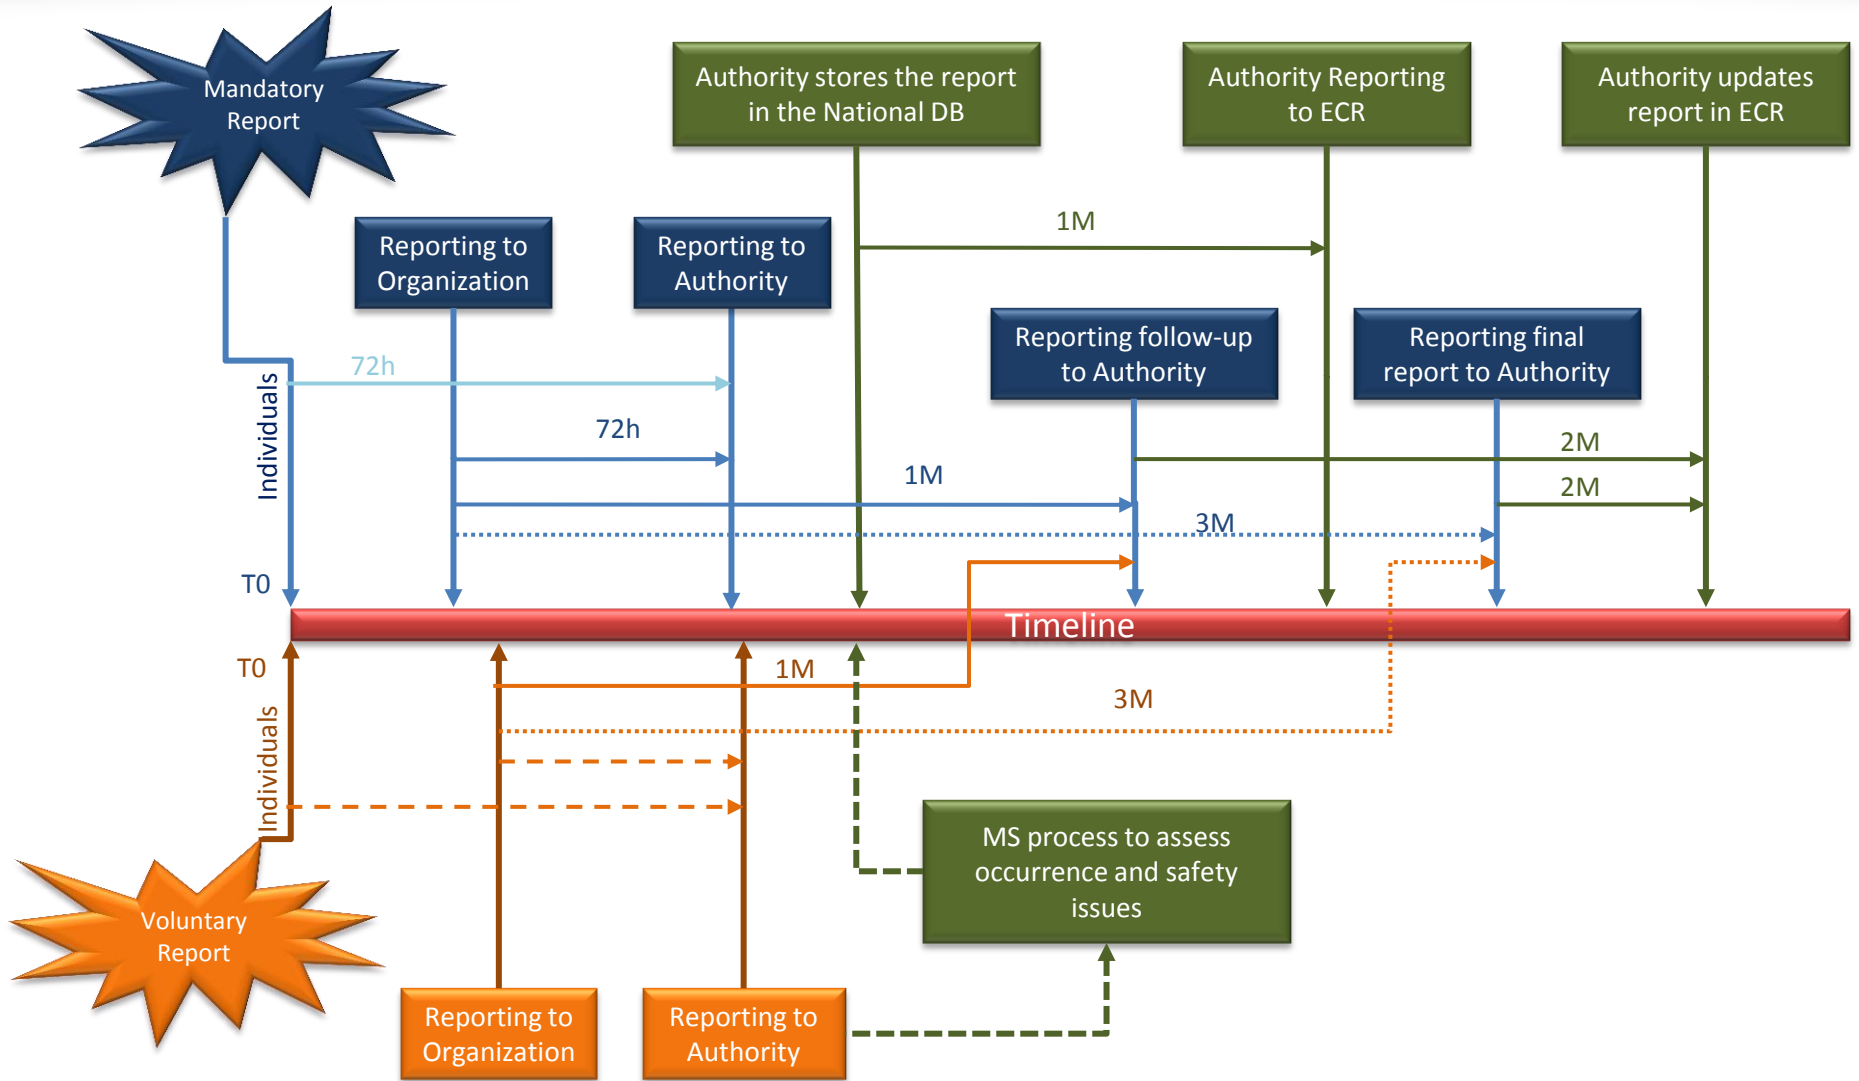 Mandatory
Report
Authority stores the report
in the National DB
Authority Reporting
to ECR
Authority updates
report in ECR
1M
Reporting to
Organization
Reporting to
Authority
Reporting follow-up
to Authority
Reporting final
report to Authority
72h
Individuals
72h
2M
1M
2M
3M
T0
Timeline
T0
1M
3M
Individuals
MS process to assess
occurrence and safety
issues
Voluntary
Report
Reporting to
Organization
Reporting to
Authority